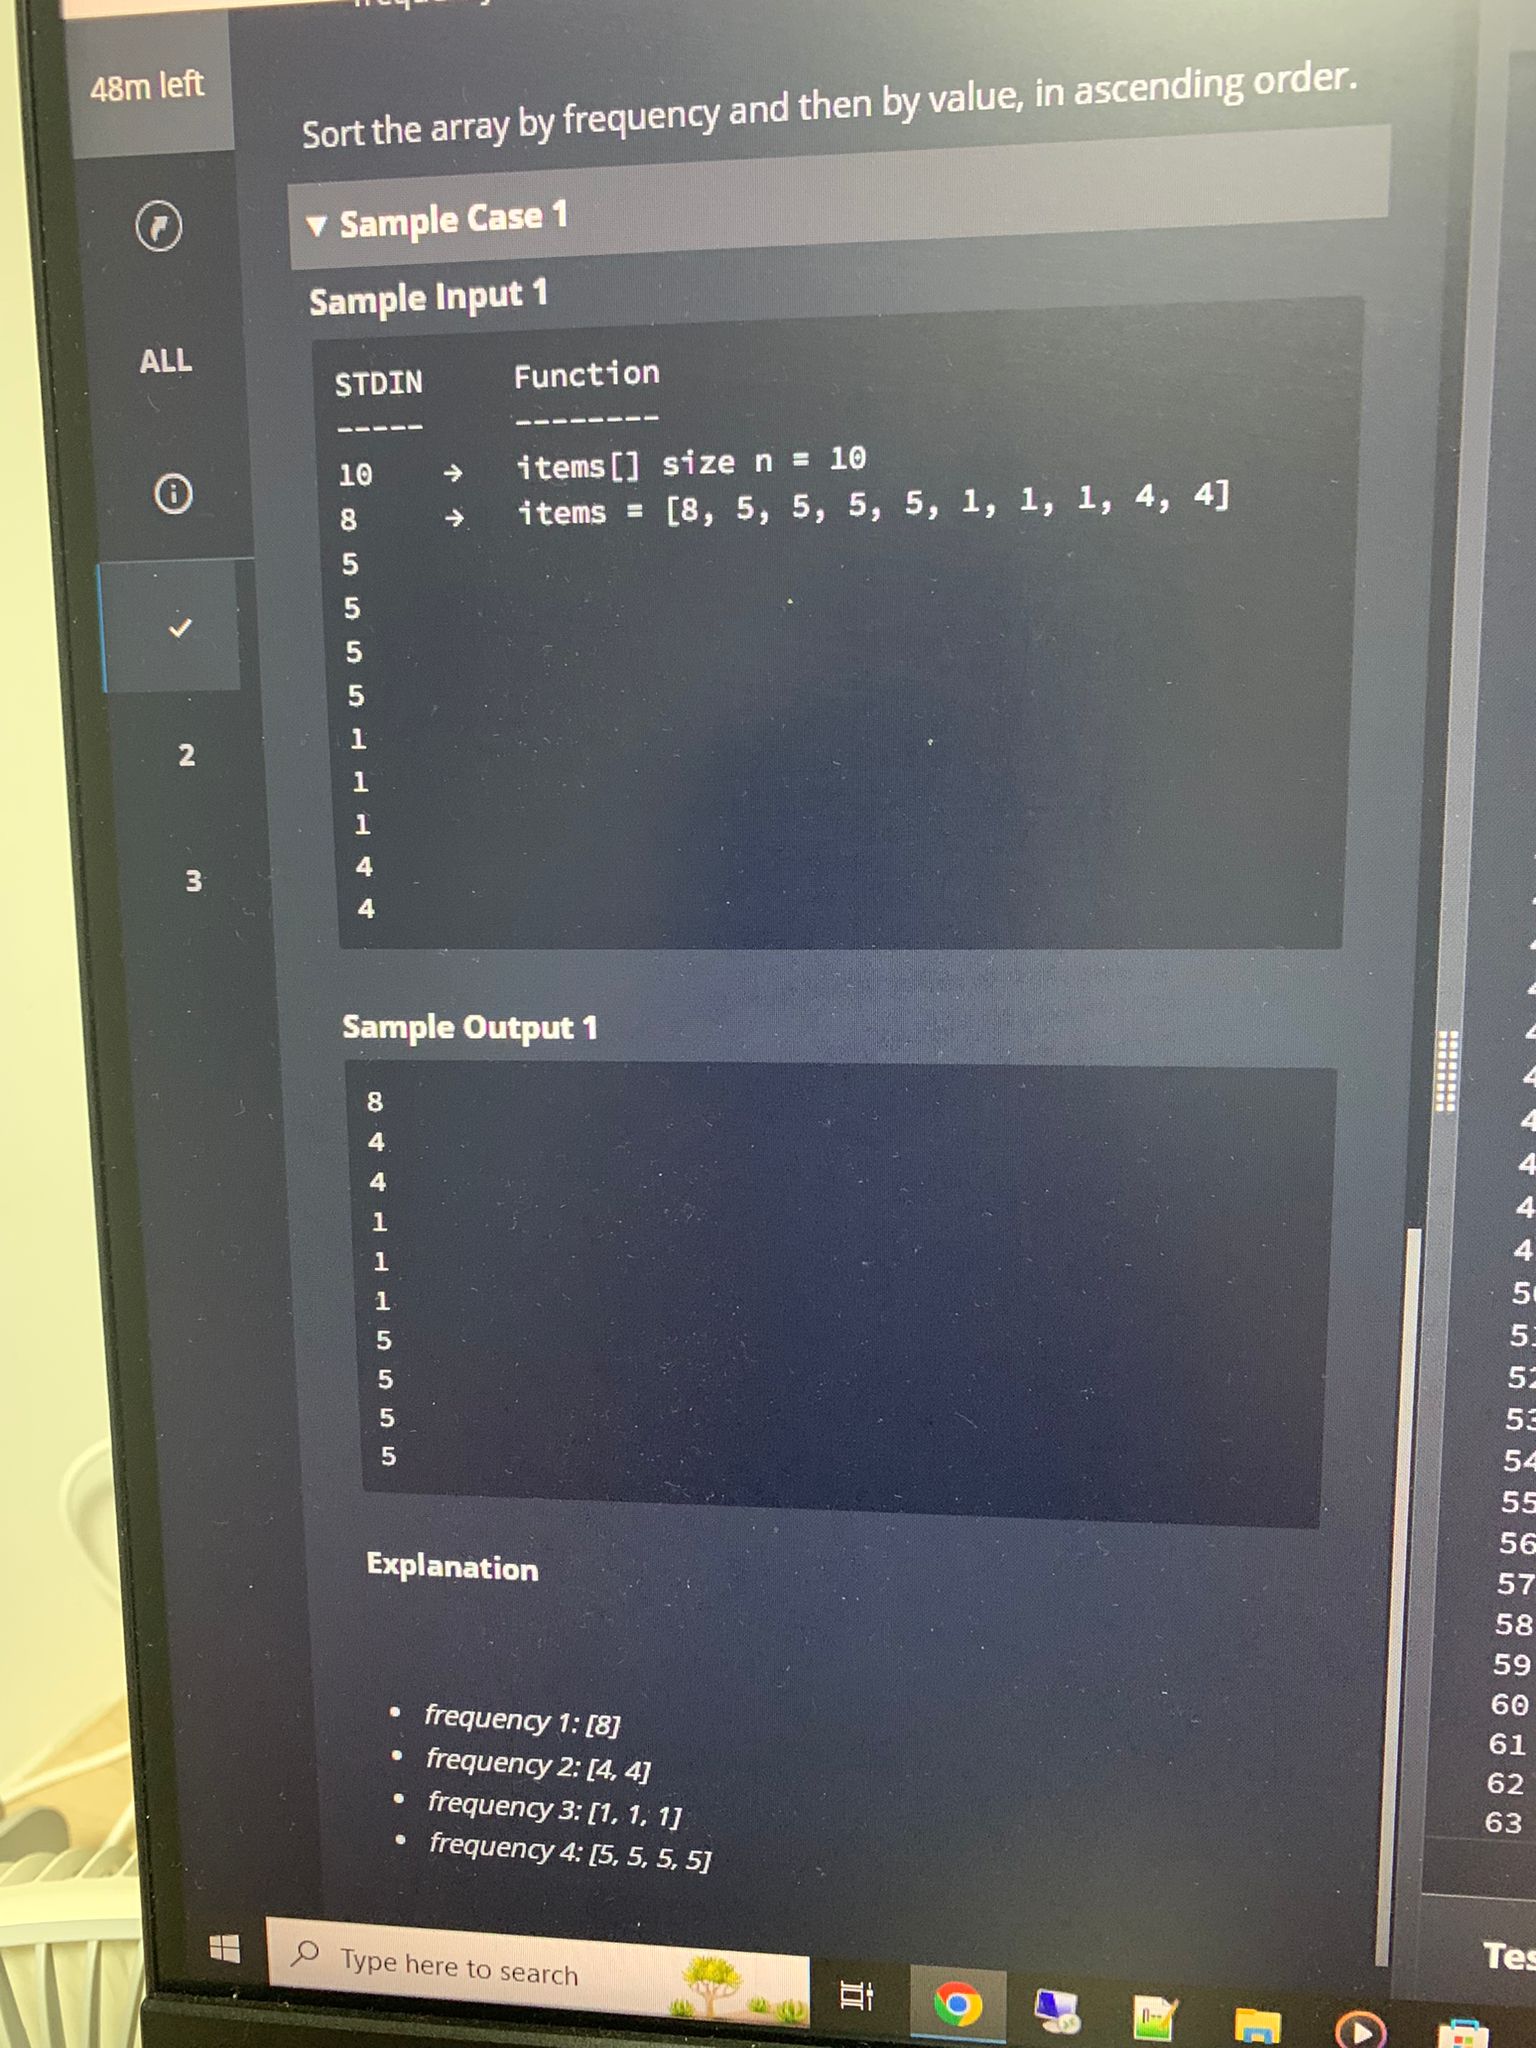 48m left
Sort the array by frequency and then by value, in ascending order.
▼ Sample Case 1
Sample Input 1
STDIN Function
----- --------
10 → items[] size n = 10
8 → items = [8, 5, 5, 5, 5, 1, 1, 1, 4, 4]
5
5
5
5
1
1
1
4
4
ALL
2
3
Sample Output 1
8
4
4
1
1
1
5
5
5
5
Explanation
• frequency 1: [8]
• frequency 2: [4, 4]
• frequency 3: [1, 1, 1]
• frequency 4: [5, 5, 5, 5]
52
53
54
55
56
57
58
59
60
61
62
63
Type here to search